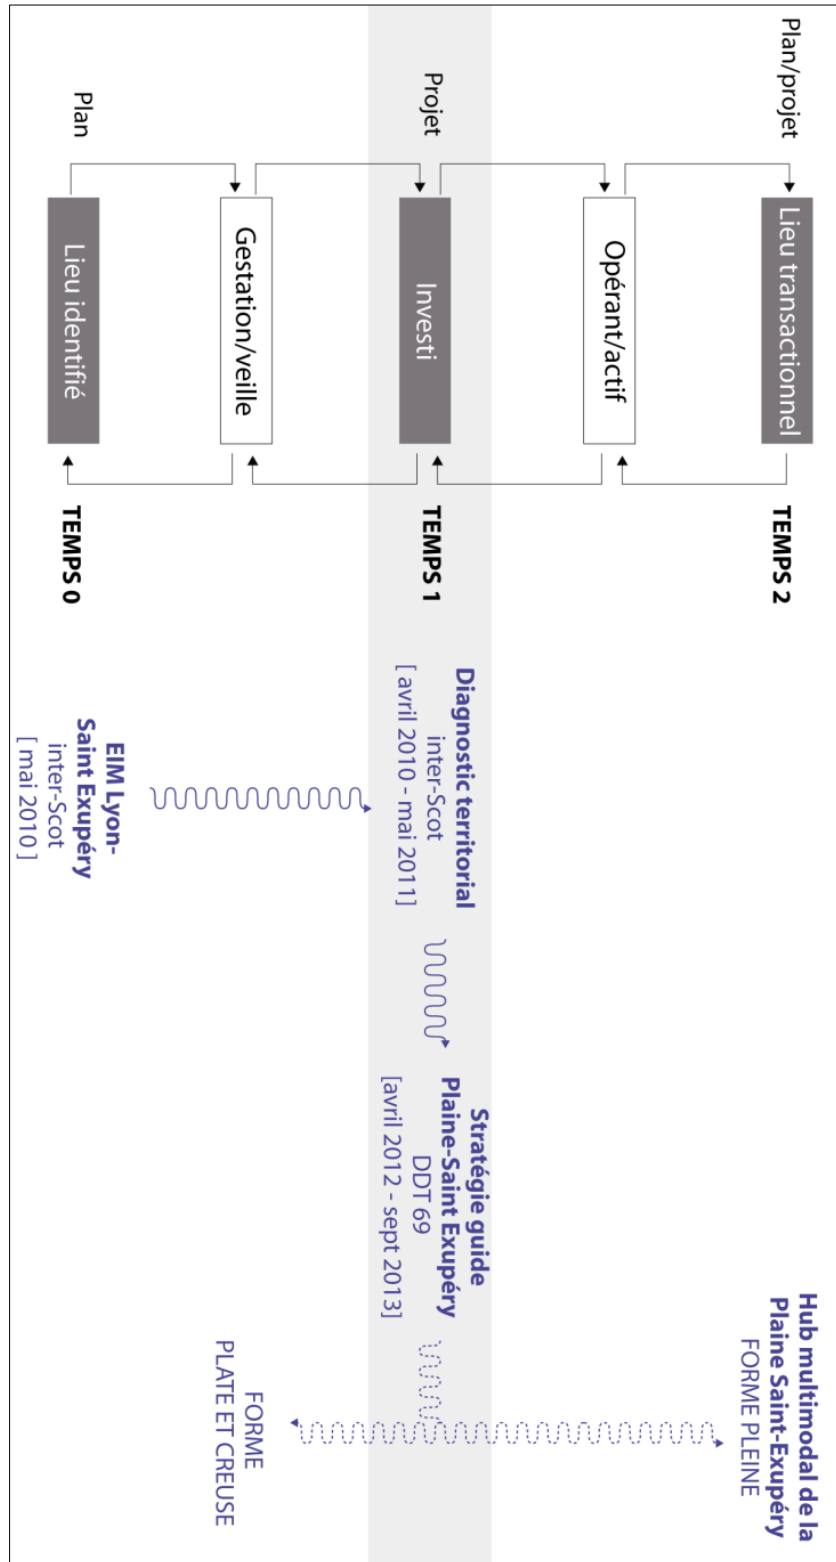 Plan/projet
Lieu transactionnel
TEMPS 2
Hub multimodal de la
Plaine Saint-Exupéry
FORME PLEINE
Opérant/actif
Projet
Investi
TEMPS 1
Diagnostic territorial
inter-Scot
[ avril 2010 - mai 2011]
Stratégie guide
Plaine-Saint Exupéry
DDT 69
[avril 2012 - sept 2013]
Gestation/veille
FORME
PLATE ET CREUSE
Plan
Lieu identifié
TEMPS 0
EIM Lyon-
Saint Exupéry
inter-Scot
[ mai 2010 ]